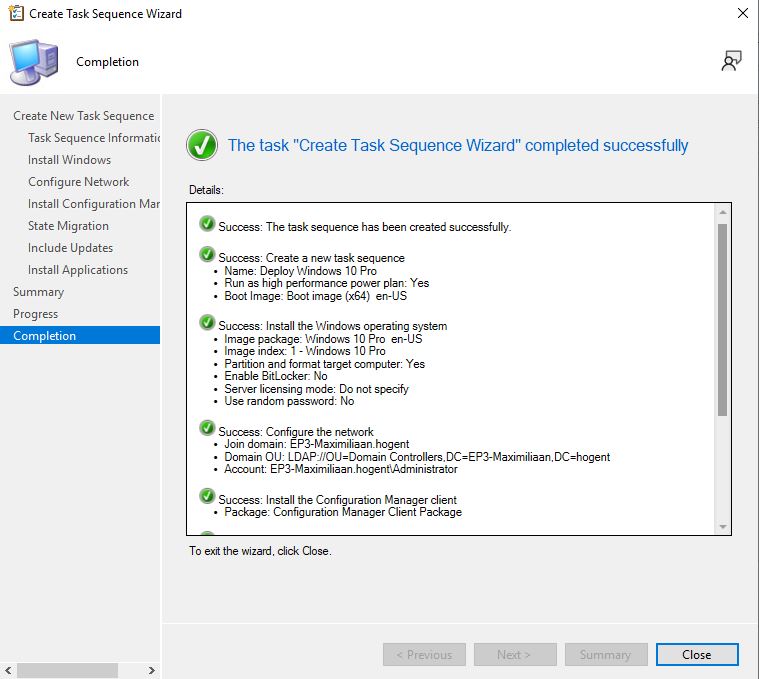 Create Task Sequence Wizard
Completion
Create New Task Sequence
Task Sequence Informatic
Install Windows
Configure Network
Install Configuration Mar
State Migration
Include Updates
Install Applications
Summary
Progress
Completion
The task "Create Task Sequence Wizard" completed successfully
Details:
Success: The task sequence has been created successfully.
Success: Create a new task sequence
• Name: Deploy Windows 10 Pro
• Run as high performance power plan: Yes
• Boot Image: Boot image (x64) en-US
Success: Install the Windows operating system
• Image package: Windows 10 Pro en-US
• Image index: 1 - Windows 10 Pro
• Partition and format target computer: Yes
• Enable BitLocker: No
• Server licensing mode: Do not specify
• Use random password: No
Success: Configure the network
• Join domain: EP3-Maximiliaan.hogent
• Domain OU: LDAP://OU=Domain Controllers,DC=EP3-Maximiliaan,DC=hogent
• Account: EP3-Maximiliaan.hogent\Administrator
Success: Install the Configuration Manager client
• Package: Configuration Manager Client Package
To exit the wizard, click Close.
< Previous
Next >
Summary
Close